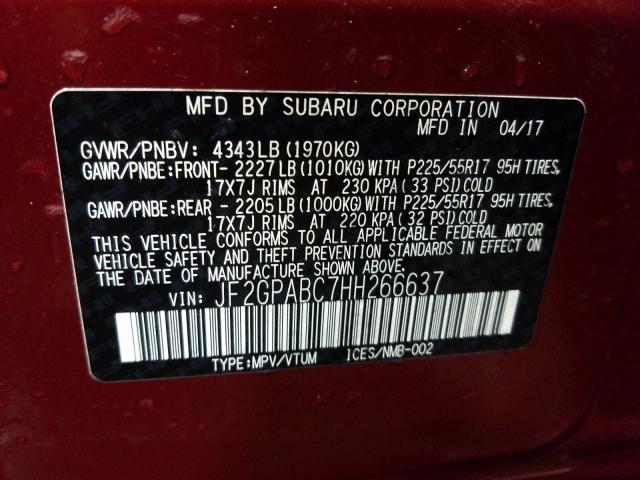 MFD BY SUBARU CORPORATION
MFD IN 04/17
GVWR/PNBV: 4343LB (1970KG)
GAWR/PNBE:FRONT- 2227LB(1010KG)WITH P225/55R17 95H TIRES,
17X7J RIMS AT 230 KPA( 33 PSI)COLD
GAWR/PNBE:REAR - 2205LB(1000KG)WITH P225/55R17 95H TIRES,
17X7J RIMS AT 220 KPA( 32 PSI)COLD
THIS VEHICLE CONFORMS TO ALL APPLICABLE FEDERAL MOTOR
VEHICLE SAFETY AND THEFT PREVENTION STANDARDS IN EFFECT ON
THE DATE OF MANUFACTURE SHOWN ABOVE.
VIN: JF2GPABC7HH266637
TYPE:MPV/VTUM ICES/NMB-002